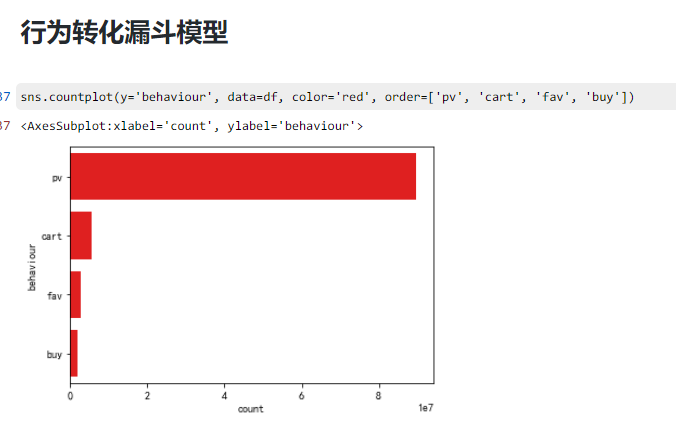 行为转化漏斗模型
37 sns.countplot(y='behaviour', data=df, color='red', order=['pv', 'cart', 'fav', 'buy'])
37 <AxesSubplot:xlabel='count', ylabel='behaviour'>
pv
cart
behaviour
fav
buy
0 2 4 6 8
count 1e7